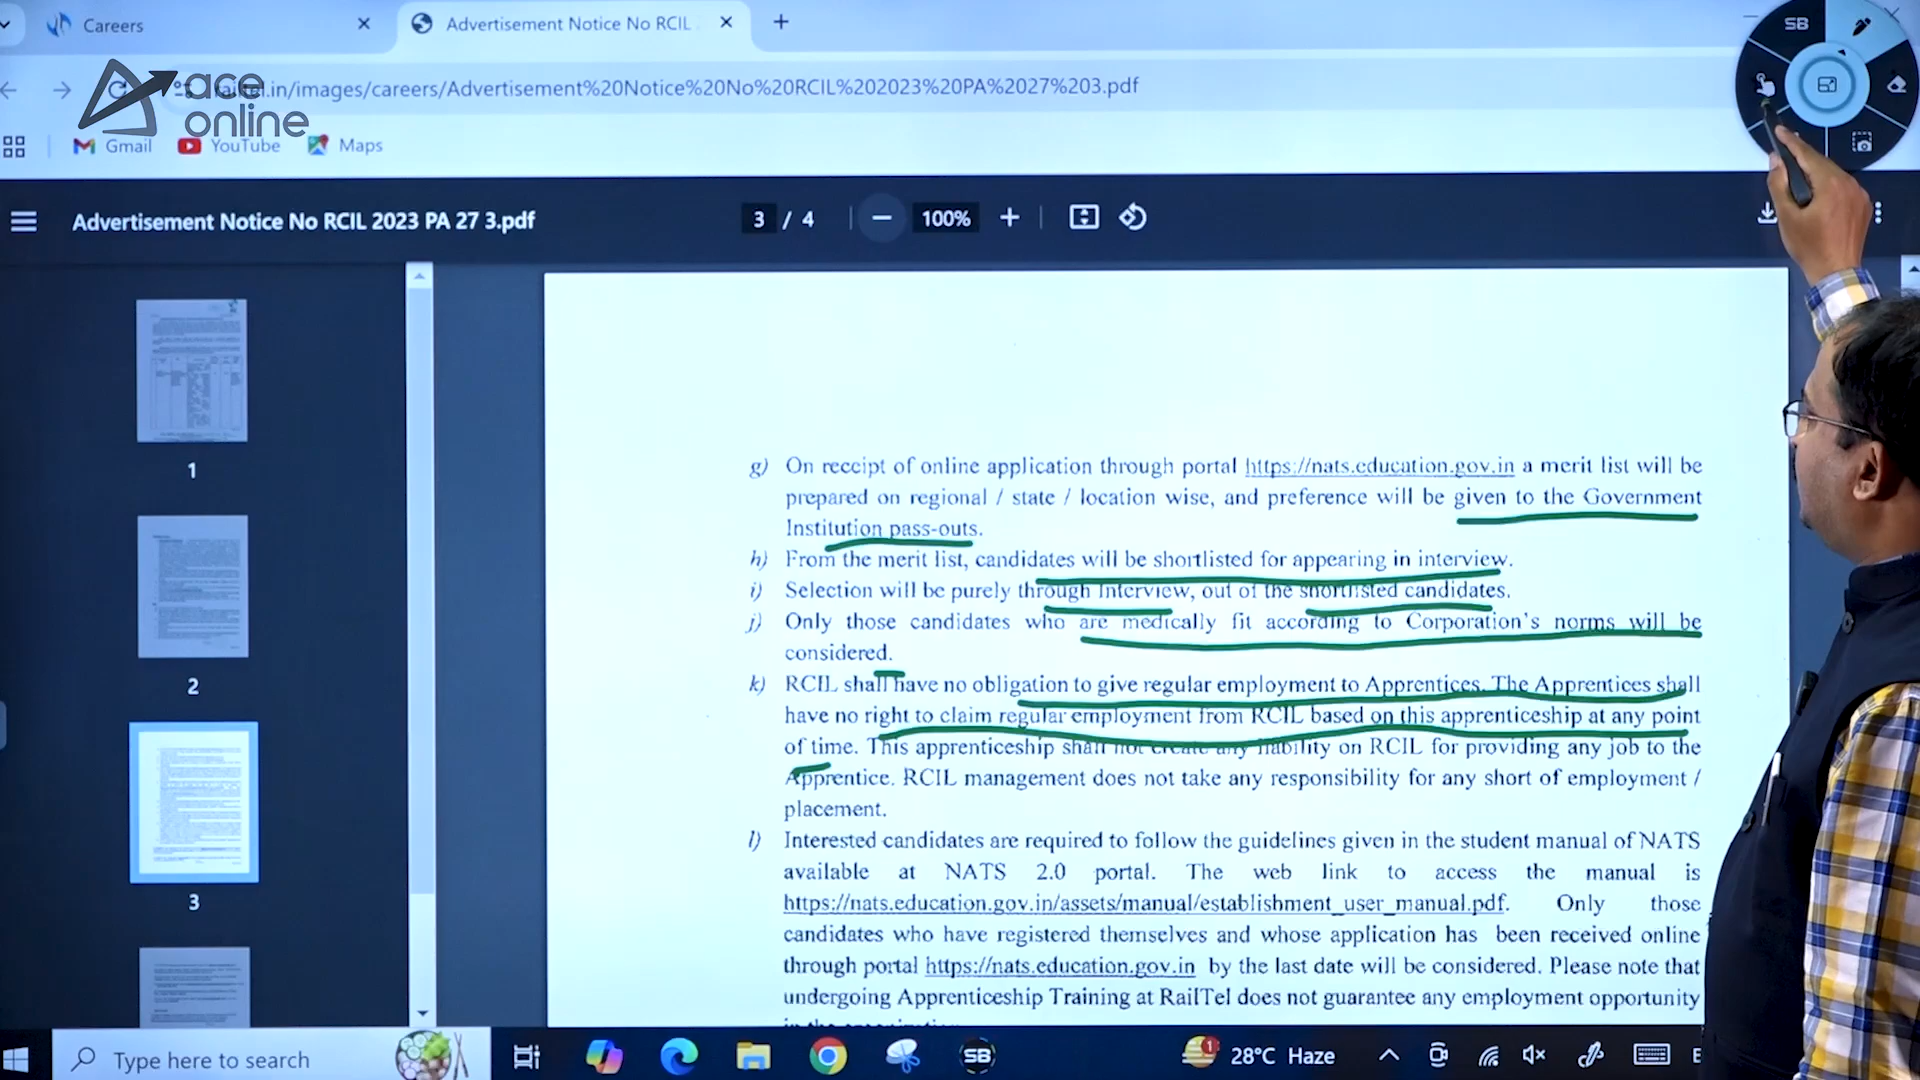 Careers
Advertisement Notice No RCIL
SB
ace
online
railtel.in/images/careers/Advertisement%20Notice%20No%20RCIL%202023%20PA%2027%203.pdf
Gmail
YouTube
Maps
Advertisement Notice No RCIL 2023 PA 27 3.pdf
3 / 4
100%
1
2
3
g) On receipt of online application through portal https://nats.education.gov.in a merit list will be
prepared on regional / state / location wise, and preference will be given to the Government
Institution pass-outs.
h) From the merit list, candidates will be shortlisted for appearing in interview.
i) Selection will be purely through Interview, out of the shortlisted candidates.
j) Only those candidates who are medically fit according to Corporation's norms will be
considered.
k) RCIL shall have no obligation to give regular employment to Apprentices. The Apprentices shall
have no right to claim regular employment from RCIL based on this apprenticeship at any point
of time. This apprenticeship shall not create any liability on RCIL for providing any job to the
Apprentice. RCIL management does not take any responsibility for any short of employment /
placement.
l) Interested candidates are required to follow the guidelines given in the student manual of NATS
available at NATS 2.0 portal. The web link to access the manual is
https://nats.education.gov.in/assets/manual/establishment_user_manual.pdf. Only those
candidates who have registered themselves and whose application has been received online
through portal https://nats.education.gov.in by the last date will be considered. Please note that
undergoing Apprenticeship Training at RailTel does not guarantee any employment opportunity
Type here to search
SB
1
28°C Haze